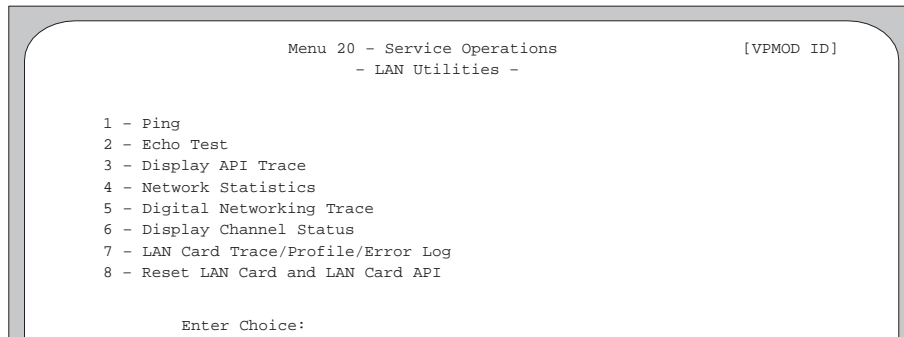 Menu 20 – Service Operations [VPMOD ID]
– LAN Utilities –
1 – Ping
2 – Echo Test
3 – Display API Trace
4 – Network Statistics
5 – Digital Networking Trace
6 – Display Channel Status
7 – LAN Card Trace/Profile/Error Log
8 – Reset LAN Card and LAN Card API
Enter Choice: